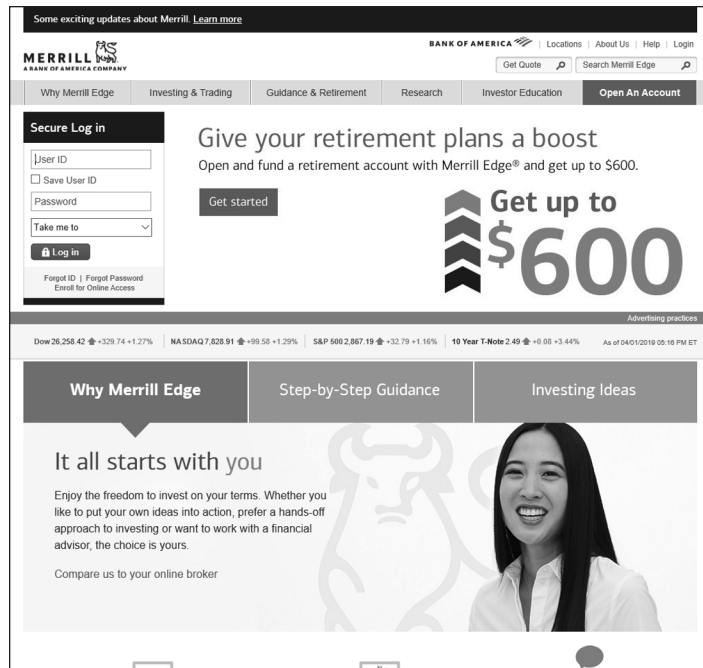 Some exciting updates about Merrill. Learn more
BANK OF AMERICA | Locations | About Us | Help | Login
MERRILL
A BANK OF AMERICA COMPANY
Get Quote Search Merrill Edge
Why Merrill Edge Investing & Trading Guidance & Retirement Research Investor Education Open An Account
Secure Log in
User ID
Save User ID
Password
Take me to
Log in
Forgot ID | Forgot Password
Enroll for Online Access
Give your retirement plans a boost
Open and fund a retirement account with Merrill Edge® and get up to $600.
Get started
Get up to
$600
Advertising practices
Dow 26,258.42 +329.74 +1.27% NASDAQ 7,828.91 +99.58 +1.29% S&P 500 2,867.19 +32.79 +1.16% 10 Year T-Note 2.49 +0.08 +3.44% As of 04/01/2019 05:16 PM ET
Why Merrill Edge Step-by-Step Guidance Investing Ideas
It all starts with you
Enjoy the freedom to invest on your terms. Whether you
like to put your own ideas into action, prefer a hands-off
approach to investing or want to work with a financial
advisor, the choice is yours.
Compare us to your online broker
N